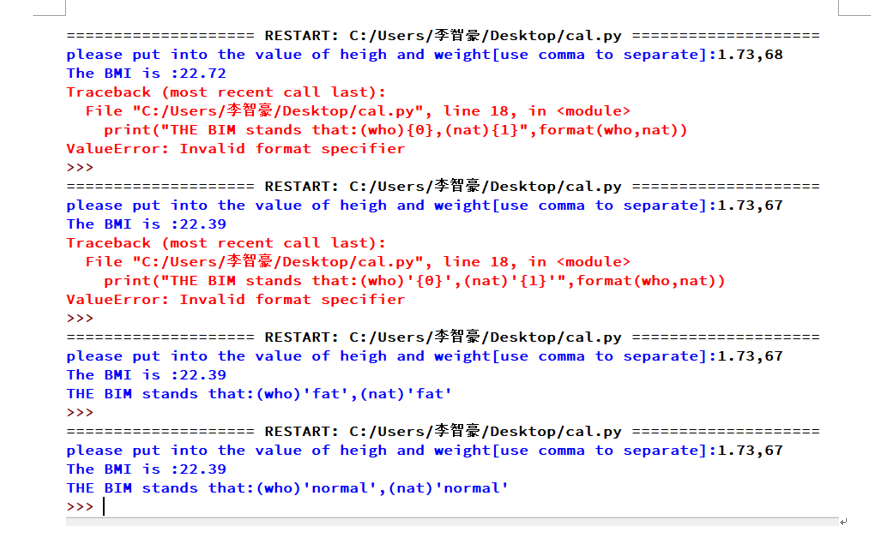 ==================== RESTART: C:/Users/李智豪/Desktop/cal.py ====================
please put into the value of heigh and weight[use comma to separate]:1.73,68
The BMI is :22.72
Traceback (most recent call last):
  File "C:/Users/李智豪/Desktop/cal.py", line 18, in <module>
    print("THE BIM stands that:(who){0},(nat){1}",format(who,nat))
ValueError: Invalid format specifier
>>>
==================== RESTART: C:/Users/李智豪/Desktop/cal.py ====================
please put into the value of heigh and weight[use comma to separate]:1.73,67
The BMI is :22.39
Traceback (most recent call last):
  File "C:/Users/李智豪/Desktop/cal.py", line 18, in <module>
    print("THE BIM stands that:(who)'{0}',(nat)'{1}'",format(who,nat))
ValueError: Invalid format specifier
>>>
==================== RESTART: C:/Users/李智豪/Desktop/cal.py ====================
please put into the value of heigh and weight[use comma to separate]:1.73,67
The BMI is :22.39
THE BIM stands that:(who)'fat',(nat)'fat'
>>>
==================== RESTART: C:/Users/李智豪/Desktop/cal.py ====================
please put into the value of heigh and weight[use comma to separate]:1.73,67
The BMI is :22.39
THE BIM stands that:(who)'normal',(nat)'normal'
>>>